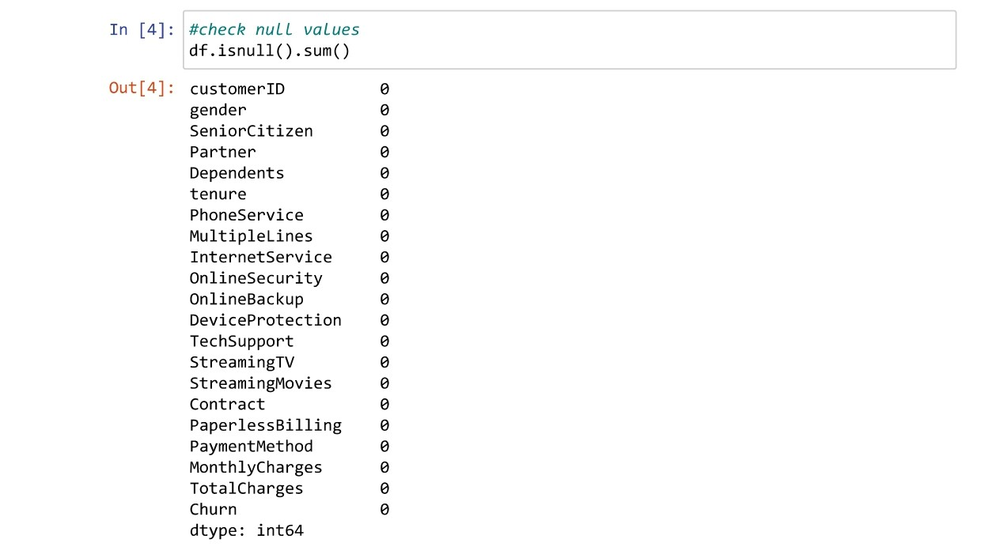 In [4]: #check null values
df.isnull().sum()
Out[4]: customerID 0
gender 0
SeniorCitizen 0
Partner 0
Dependents 0
tenure 0
PhoneService 0
MultipleLines 0
InternetService 0
OnlineSecurity 0
OnlineBackup 0
DeviceProtection 0
TechSupport 0
StreamingTV 0
StreamingMovies 0
Contract 0
PaperlessBilling 0
PaymentMethod 0
MonthlyCharges 0
TotalCharges 0
Churn 0
dtype: int64